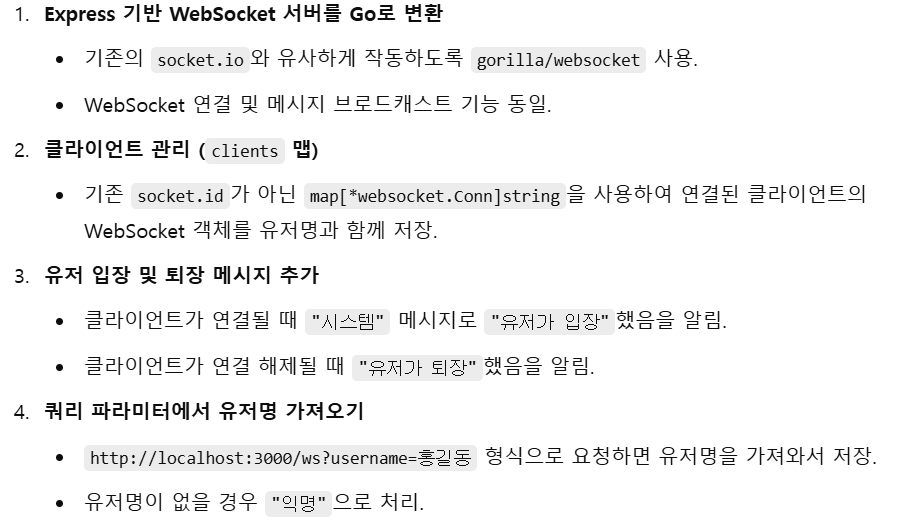 1. Express 기반 WebSocket 서버를 Go로 변환
• 기존의 socket.io와 유사하게 작동하도록 gorilla/websocket 사용.
• WebSocket 연결 및 메시지 브로드캐스트 기능 동일.
2. 클라이언트 관리 (clients 맵)
• 기존 socket.id가 아닌 map[*websocket.Conn]string을 사용하여 연결된 클라이언트의
WebSocket 객체를 유저명과 함께 저장.
3. 유저 입장 및 퇴장 메시지 추가
• 클라이언트가 연결될 때 "시스템" 메시지로 "유저가 입장"했음을 알림.
• 클라이언트가 연결 해제될 때 "유저가 퇴장"했음을 알림.
4. 쿼리 파라미터에서 유저명 가져오기
• http://localhost:3000/ws?username=홍길동 형식으로 요청하면 유저명을 가져와서 저장.
• 유저명이 없을 경우 "익명"으로 처리.